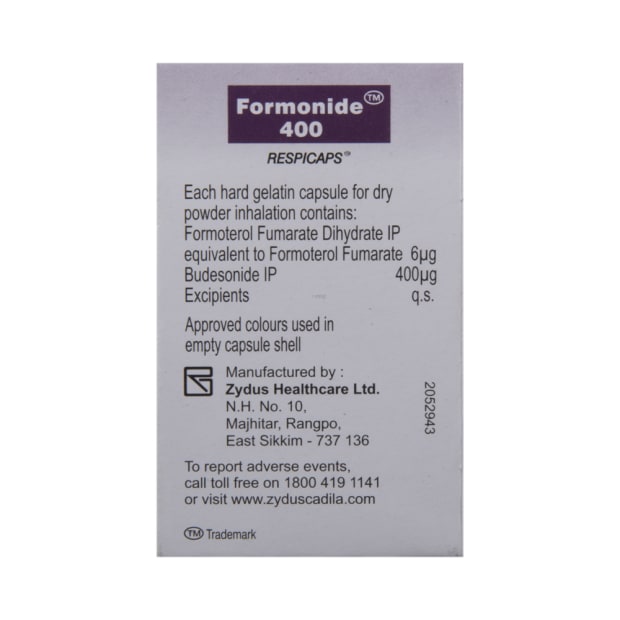 Formonide™
400
RESPICAPS®
Each hard gelatin capsule for dry
powder inhalation contains:
Formoterol Fumarate Dihydrate IP
equivalent to Formoterol Fumarate 6µg
Budesonide IP 400µg
Excipients q.s.
Approved colours used in
empty capsule shell
Manufactured by :
Zydus Healthcare Ltd.
N.H. No. 10,
Majhitar, Rangpo,
East Sikkim - 737 136
2052943
To report adverse events,
call toll free on 1800 419 1141
or visit www.zyduscadila.com
™ Trademark